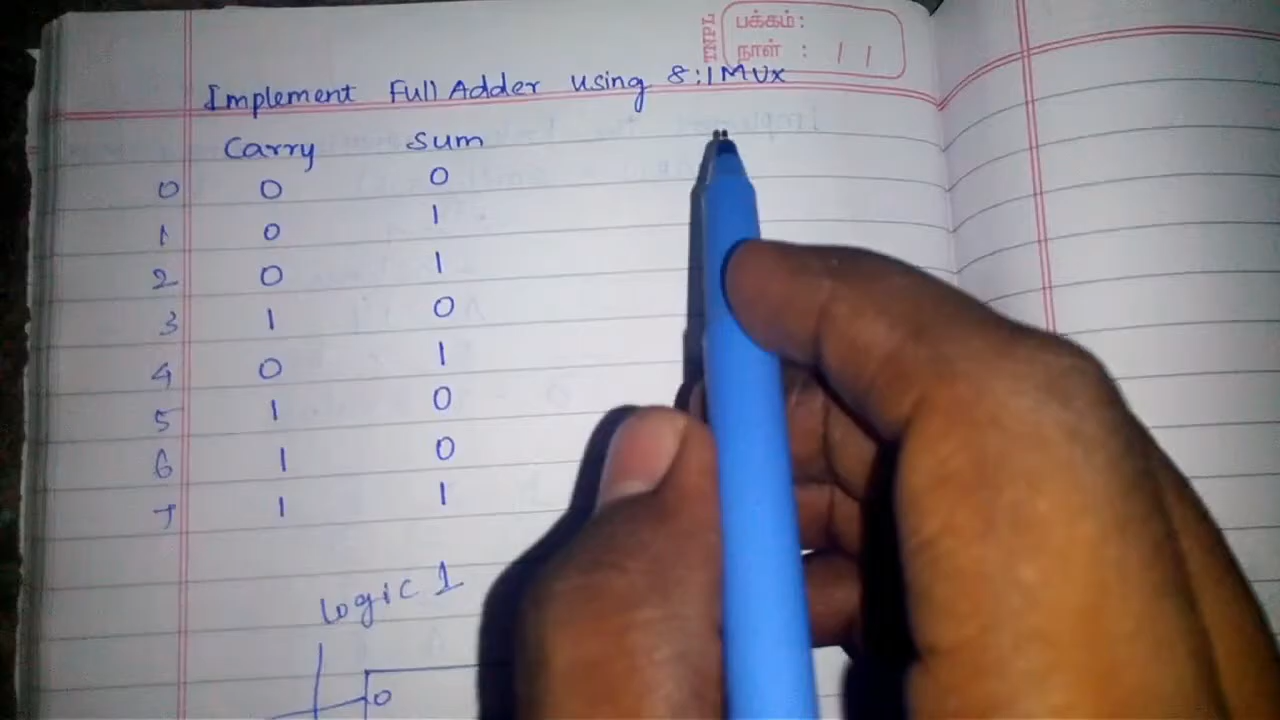 TNPL
பக்கம் :
நாள் : / /
Implement Full Adder using 8:1 MUX
Carry Sum
0 0 0
1 0 1
2 0 1
3 1 0
4 0 1
5 1 0
6 1 0
7 1 1
Logic 1
0